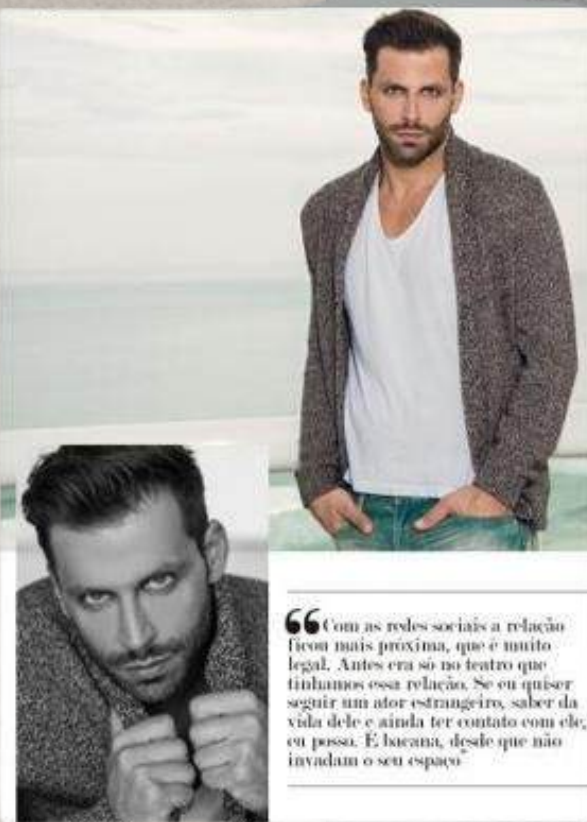 “Com as redes sociais a relação
ficou mais próxima, que é muito
legal. Antes era só no teatro que
tínhamos essa relação. Se eu quiser
seguir um ator estrangeiro, saber da
vida dele e ainda ter contato com ele,
eu posso. É bacana, desde que não
invadam o seu espaço”